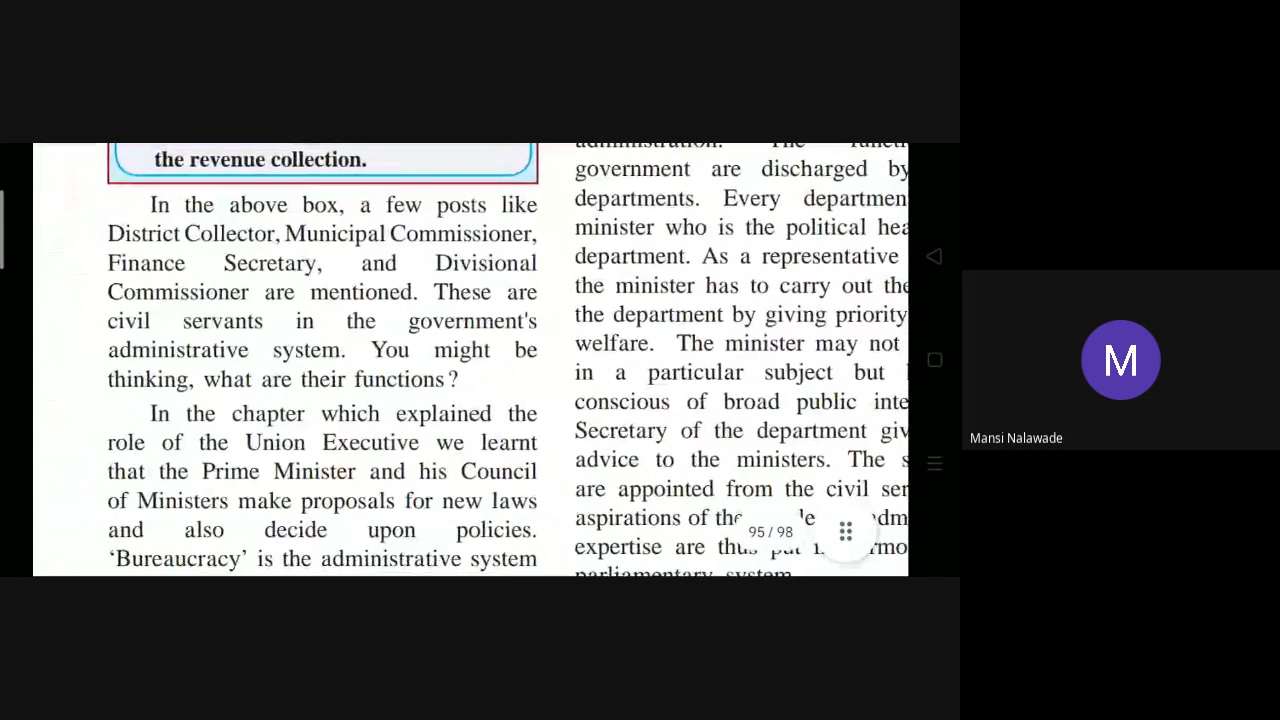 the revenue collection.
In the above box, a few posts like
District Collector, Municipal Commissioner,
Finance Secretary, and Divisional
Commissioner are mentioned. These are
civil servants in the government's
administrative system. You might be
thinking, what are their functions?
In the chapter which explained the
role of the Union Executive we learnt
that the Prime Minister and his Council
of Ministers make proposals for new laws
and also decide upon policies.
‘Bureaucracy’ is the administrative system
government are discharged by
departments. Every departmen
minister who is the political hea
department. As a representative
the minister has to carry out the
the department by giving priority
welfare. The minister may not
in a particular subject but
conscious of broad public inte
Secretary of the department giv
advice to the ministers. The s
are appointed from the civil ser
aspirations of the
expertise are thus
parliamentary system
95 / 98
M
Mansi Nalawade